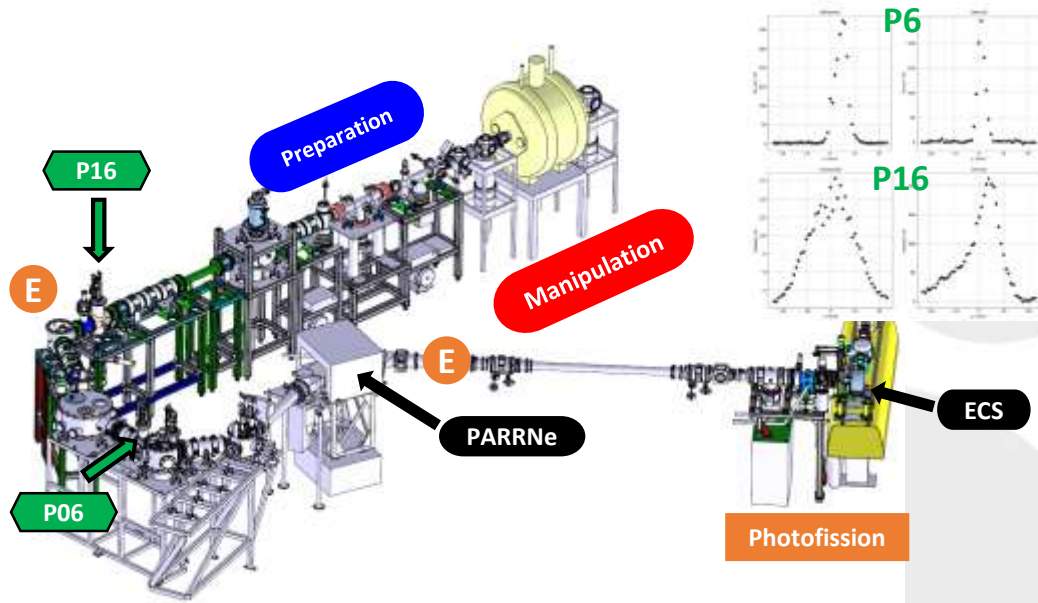 P6
Preparation
P16
P16
Manipulation
E
E
ECS
PARRNe
P06
Photofission